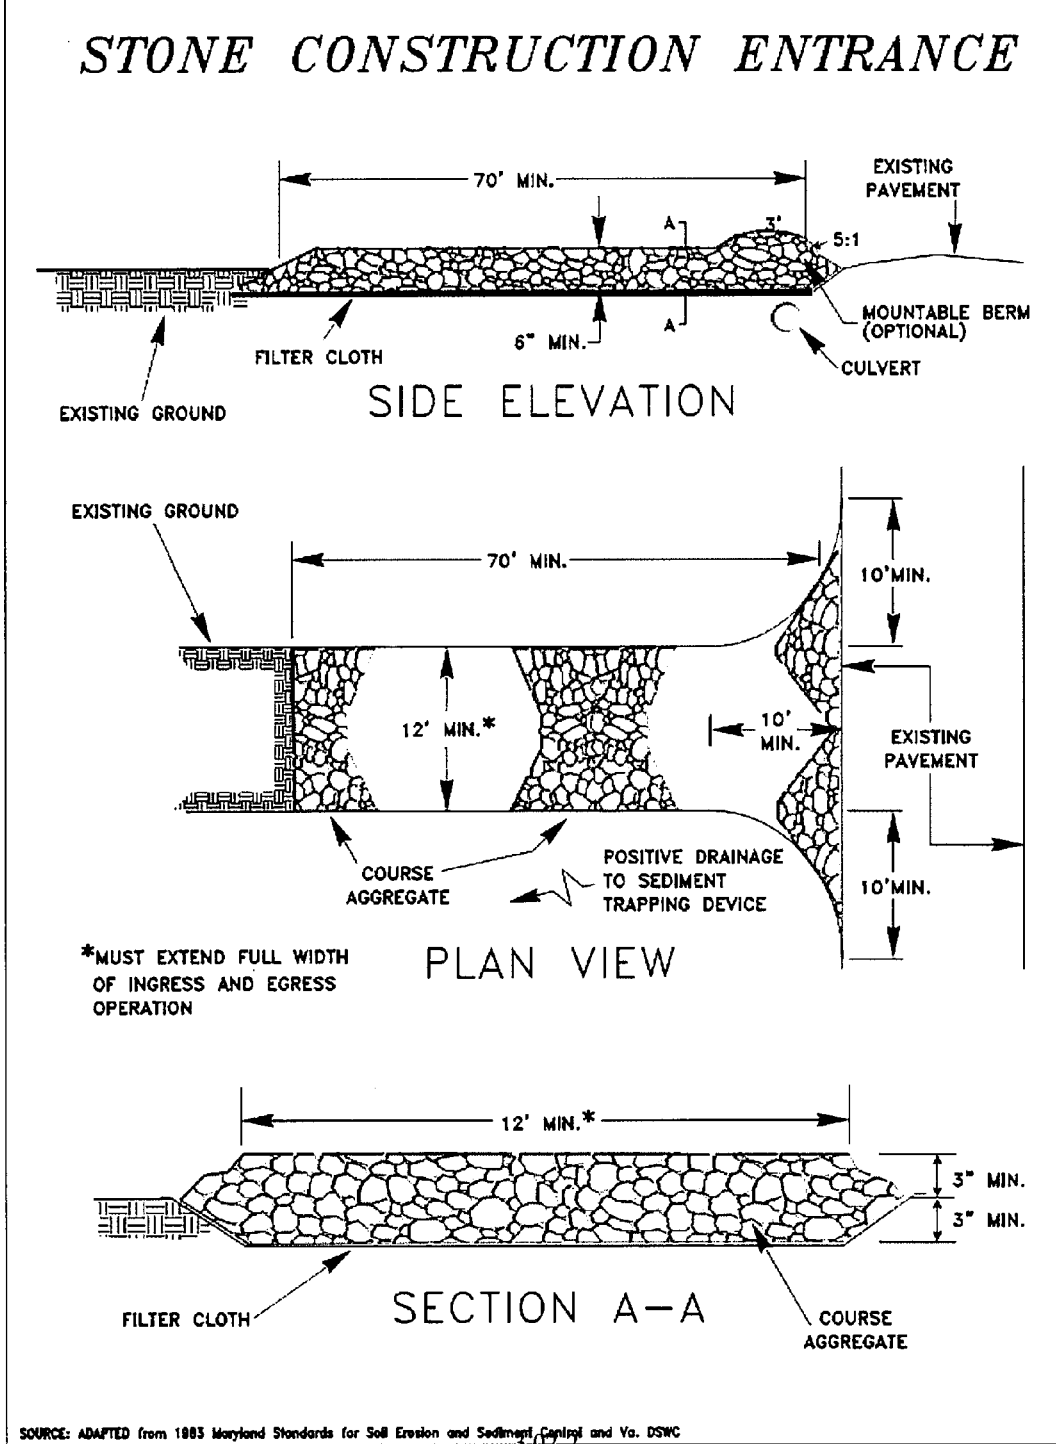 STONE CONSTRUCTION ENTRANCE
70' MIN.
EXISTING
PAVEMENT
A
3'
5:1
MOUNTABLE BERM
(OPTIONAL)
A
6" MIN.
FILTER CLOTH
CULVERT
EXISTING GROUND
SIDE ELEVATION
EXISTING GROUND
70' MIN.
10'MIN.
12' MIN.*
10'
MIN.
EXISTING
PAVEMENT
COURSE
AGGREGATE
POSITIVE DRAINAGE
TO SEDIMENT
TRAPPING DEVICE
10'MIN.
*MUST EXTEND FULL WIDTH
OF INGRESS AND EGRESS
OPERATION
PLAN VIEW
12' MIN.*
3" MIN.
3" MIN.
FILTER CLOTH
SECTION A-A
COURSE
AGGREGATE
SOURCE: ADAPTED from 1983 Maryland Standards for Soil Erosion and Sediment Control and Va. DSWC